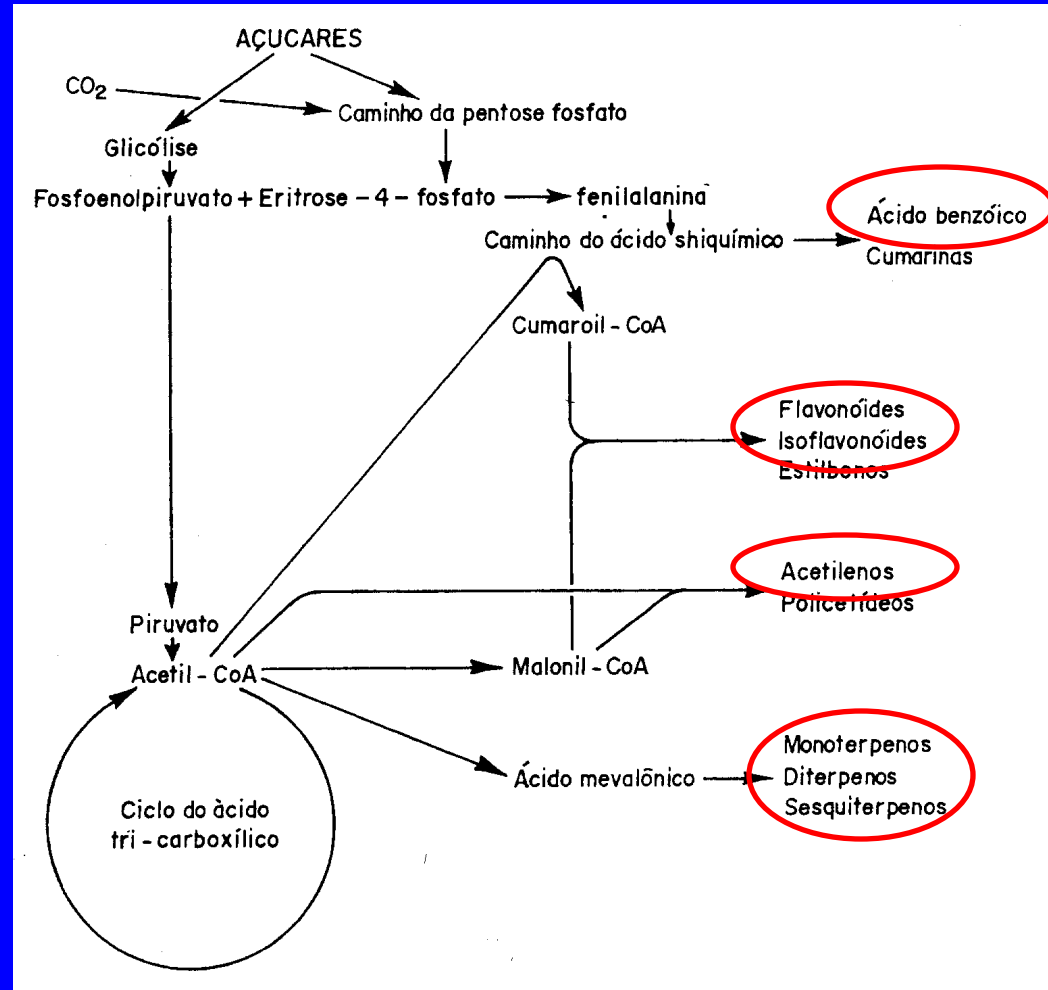 AÇUCARES
CO2
Caminho da pentose fosfato
Glicólise
Fosfoenolpiruvato + Eritrose - 4 - fosfato
fenilalanina
Ácido benzóico
Caminho do ácido shiquímico
Cumarinas
Cumaroil - CoA
Flavonóides
Isoflavonóides
Estilbenos
Acetilenos
Policetídeos
Piruvato
Acetil - CoA
Malonil - CoA
Monoterpenos
Ácido mevalônico
Diterpenos
Sesquiterpenos
Ciclo do àcido
tri - carboxílico